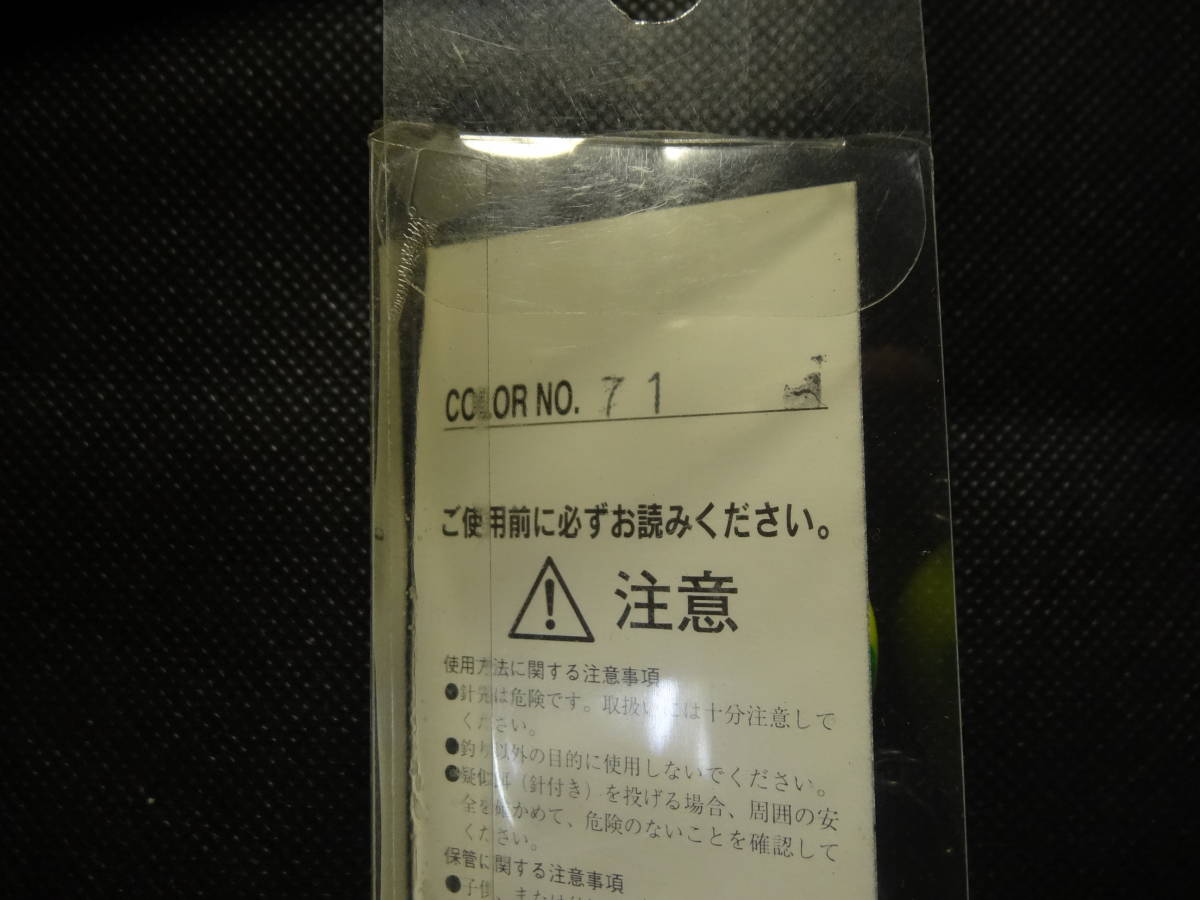 COLOR NO. 71
ご使用前に必ずお読みください。
注意
使用方法に関する注意事項
●針先は危険です。取扱いには十分注意して
ください。
●釣り以外の目的に使用しないでください。
●疑似餌(針付き)を投げる場合、周囲の安
全を確かめて、危険のないことを確認して
ください。
保管に関する注意事項
●子供、または